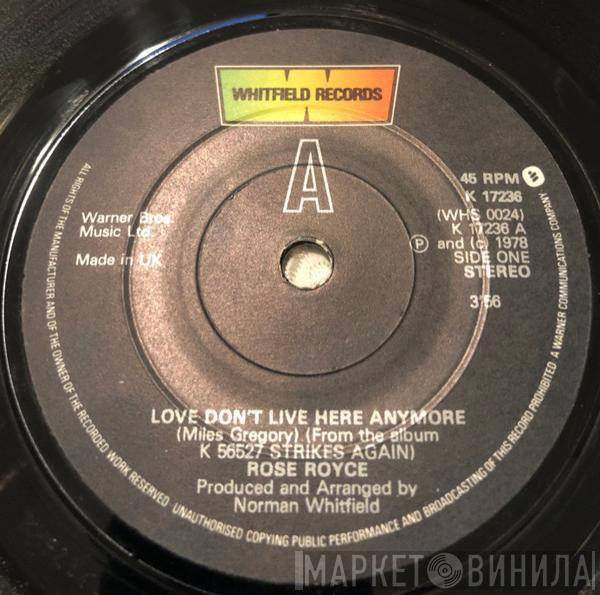 WHITFIELD RECORDS
A
45 RPM
K 17236
(WHS 0024)
K 17236 A
℗ and (c) 1978
SIDE ONE
STEREO
3'56
Warner Bros.
Music Ltd.
Made in UK
LOVE DON'T LIVE HERE ANYMORE
(Miles Gregory) (From the album
K 56527 STRIKES AGAIN)
ROSE ROYCE
Produced and Arranged by
Norman Whitfield
ALL RIGHTS OF THE MANUFACTURER AND OF THE OWNER OF THE RECORDED WORK RESERVED UNAUTHORISED COPYING PUBLIC PERFORMANCE AND BROADCASTING OF THIS RECORD PROHIBITED A WARNER COMMUNICATIONS COMPANY
МАРКЕТ ВИНИЛА